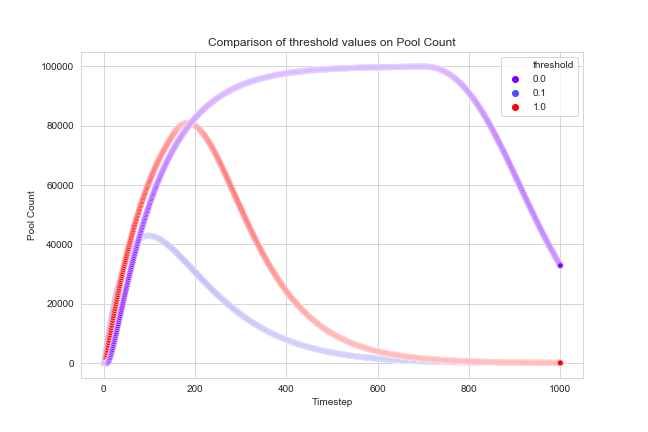 Comparison of threshold values on Pool Count
threshold
0.0
0.1
1.0
Pool Count
100000
80000
60000
40000
20000
0
0 200 400 600 800 1000
Timestep